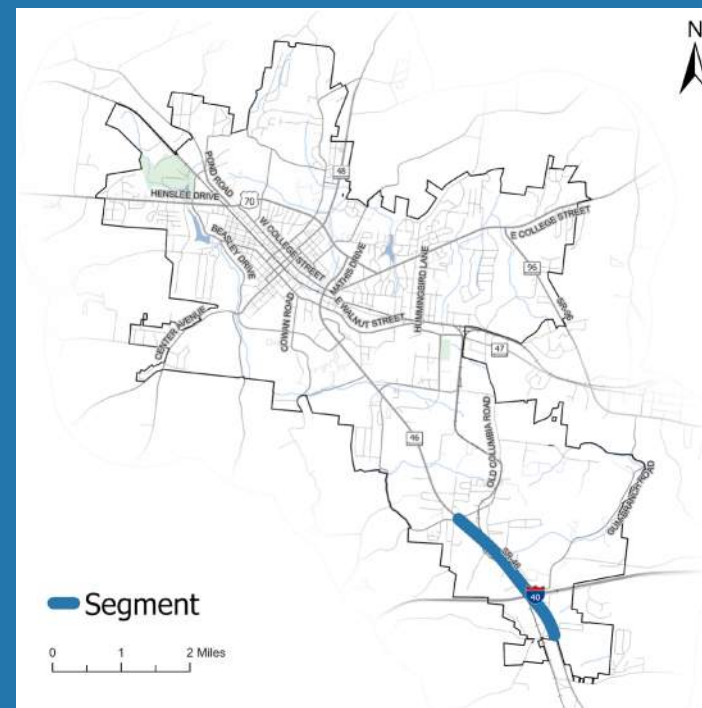 N
48
POND ROAD
HENSLEE DRIVE
70
W COLLEGE STREET
BEASLEY DRIVE
MATHIS DRIVE
E COLLEGE STREET
96
HUMMINGBIRD LANE
SR-96
COWAN ROAD
E WALNUT STREET
CENTER AVENUE
47
46
OLD COLUMBIA ROAD
GUM BRANCH ROAD
SR-46
40
Segment
0 1 2 Miles